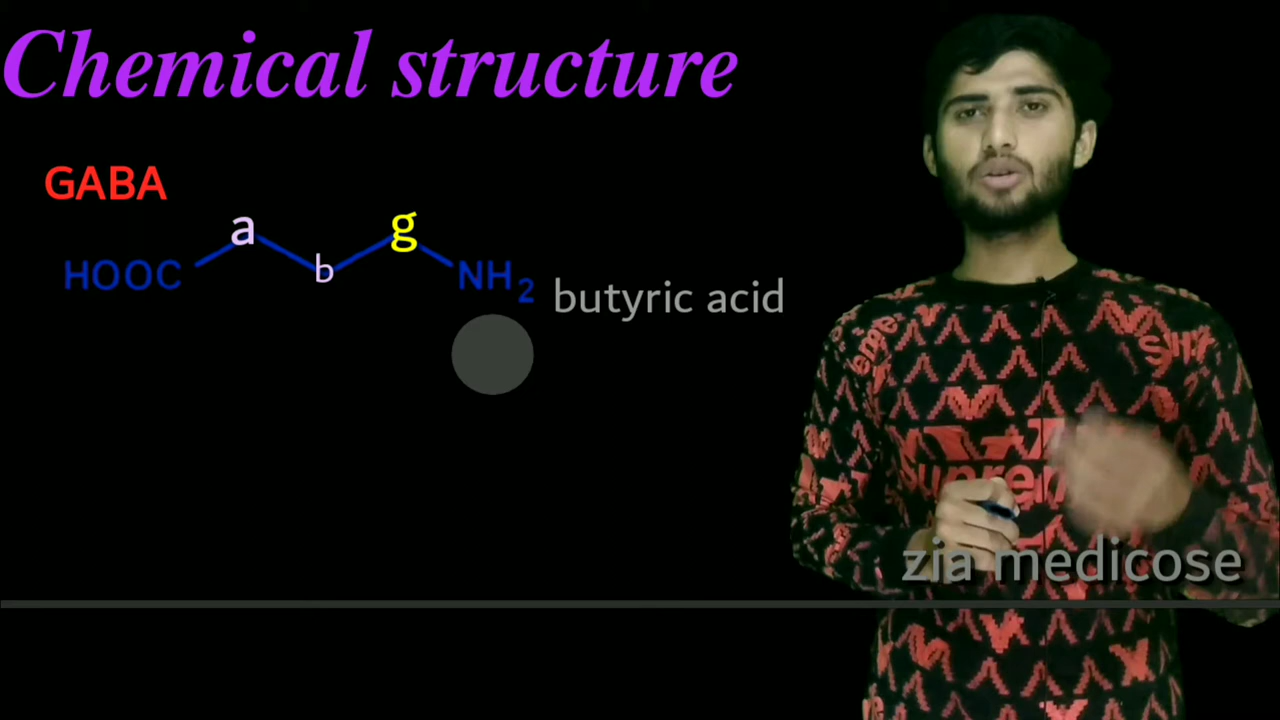 Chemical structure
GABA
a
g
HOOC
b
NH2
butyric acid
zia medicose